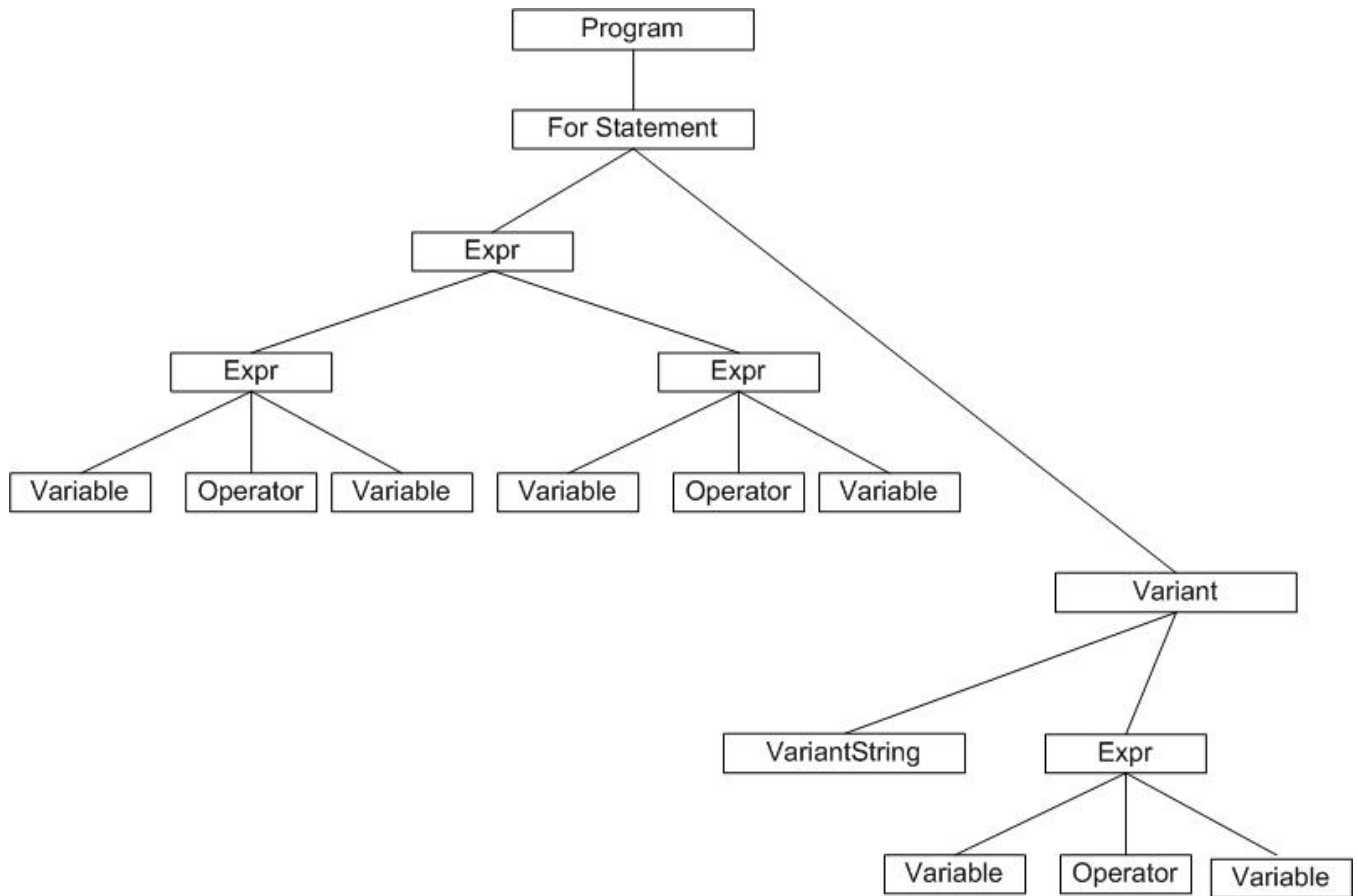 Program
For Statement
Expr
Expr
Expr
Variable
Operator
Variable
Variable
Operator
Variable
Variant
VariantString
Expr
Variable
Operator
Variable